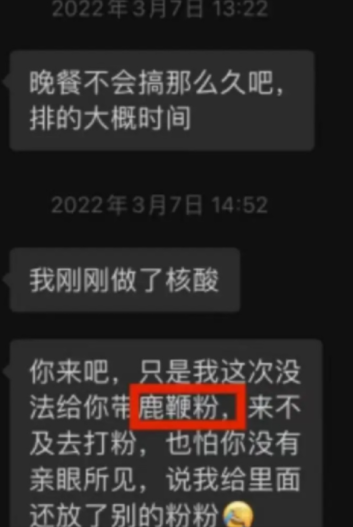 2022年3月7日 13:22
晚餐不会搞那么久吧，
排的大概时间
2022年3月7日 14:52
我刚刚做了核酸
你来吧，只是我这次没
法给你带鹿鞭粉，来不
及去打粉，也怕你没有
亲眼所见，说我给里面
还放了别的粉粉